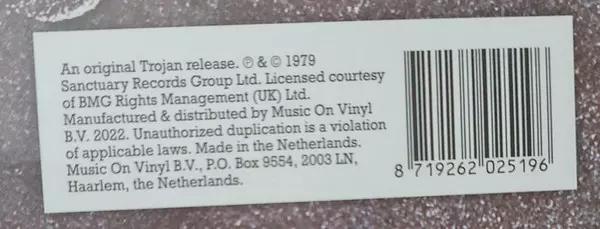 An original Trojan release. ℗ & © 1979
Sanctuary Records Group Ltd. Licensed courtesy
of BMG Rights Management (UK) Ltd.
Manufactured & distributed by Music On Vinyl
B.V. 2022. Unauthorized duplication is a violation
of applicable laws. Made in the Netherlands.
Music On Vinyl B.V., P.O. Box 9554, 2003 LN,
Haarlem, the Netherlands.
8 719262 025196